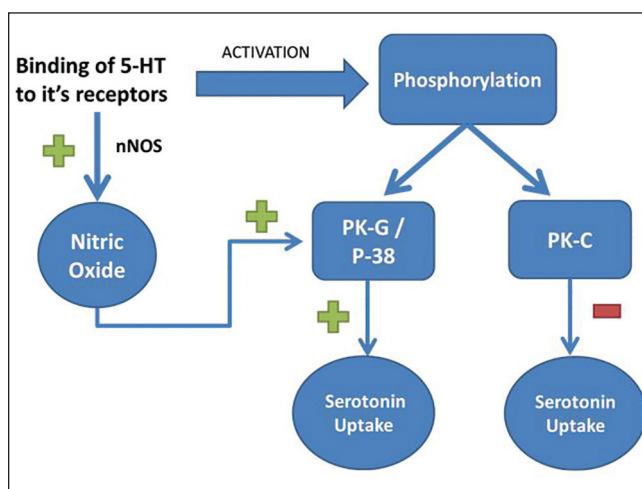 ACTIVATION
Binding of 5-HT
to it's receptors
Phosphorylation
nNOS
Nitric
Oxide
PK-G /
P-38
PK-C
Serotonin
Uptake
Serotonin
Uptake